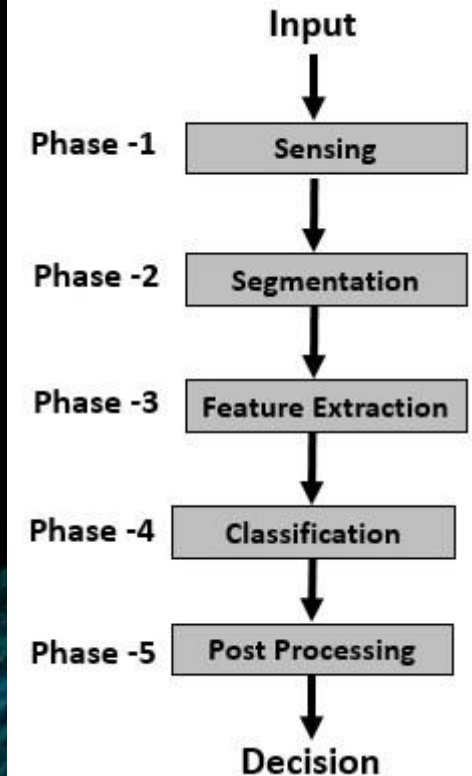 Input
Phase -1 Sensing
Phase -2 Segmentation
Phase -3 Feature Extraction
Phase -4 Classification
Phase -5 Post Processing
Decision